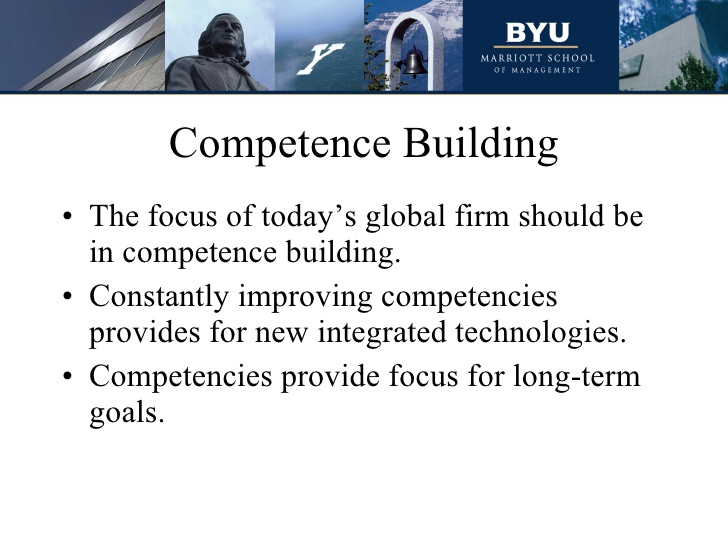 Y
BYU
MARRIOTT SCHOOL
OF MANAGEMENT
Competence Building
• The focus of today’s global firm should be
in competence building.
• Constantly improving competencies
provides for new integrated technologies.
• Competencies provide focus for long-term
goals.